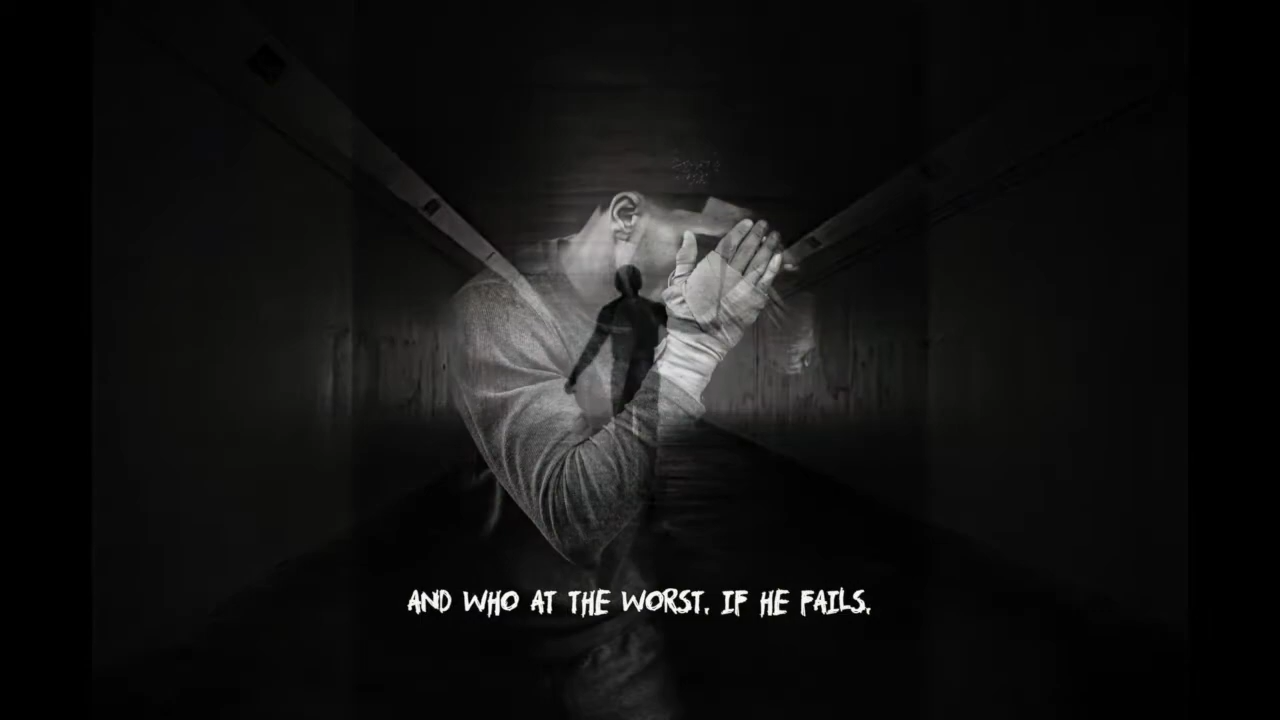 AND WHO AT THE WORST, IF HE FAILS,